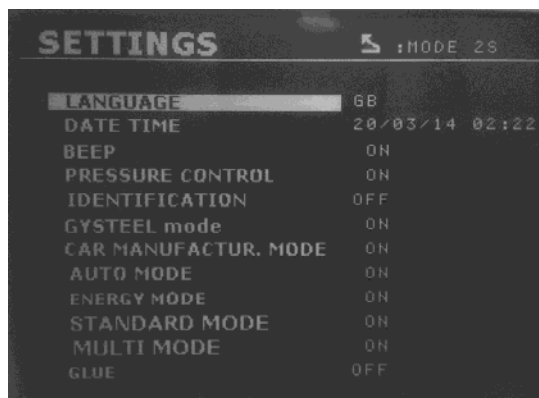 SETTINGS :MODE 2S
LANGUAGE GB
DATE TIME 20/03/14 02:22
BEEP ON
PRESSURE CONTROL ON
IDENTIFICATION OFF
GYSTEEL mode ON
CAR MANUFACTUR. MODE ON
AUTO MODE ON
ENERGY MODE ON
STANDARD MODE ON
MULTI MODE ON
GLUE OFF